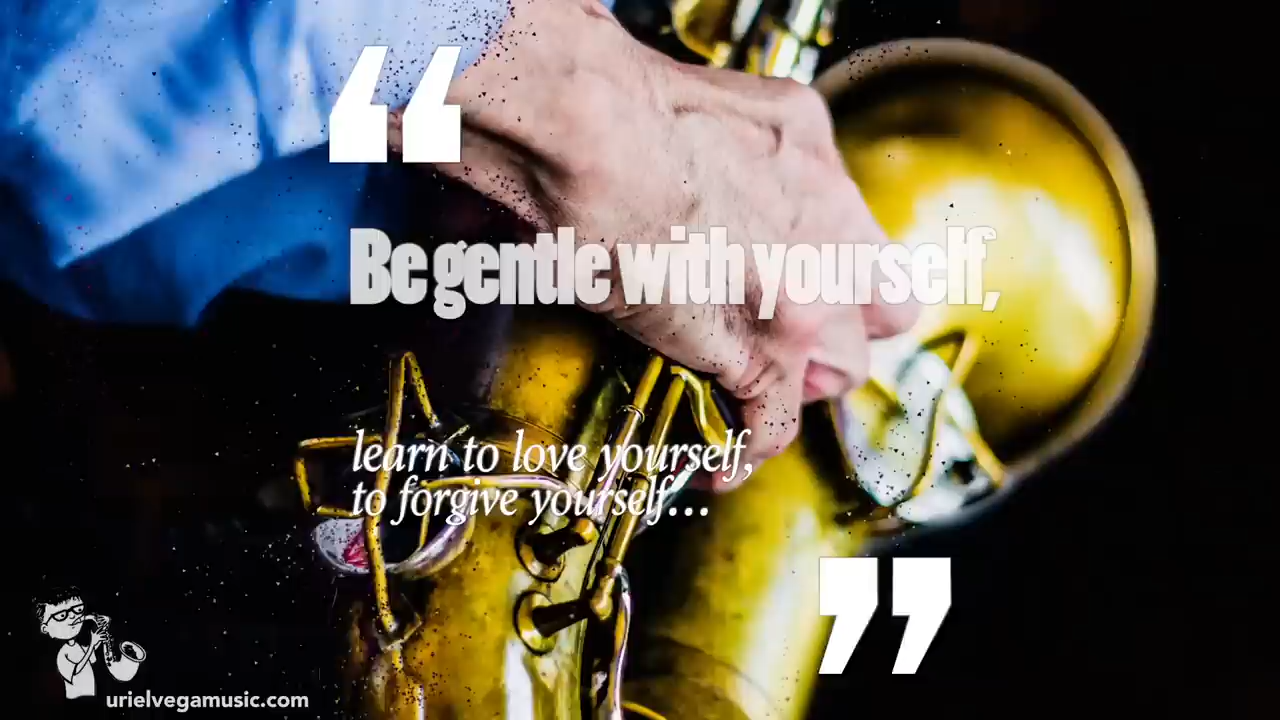 “
Be gentle with yourself,
learn to love yourself,
to forgive yourself...
”
urielvegamusic.com